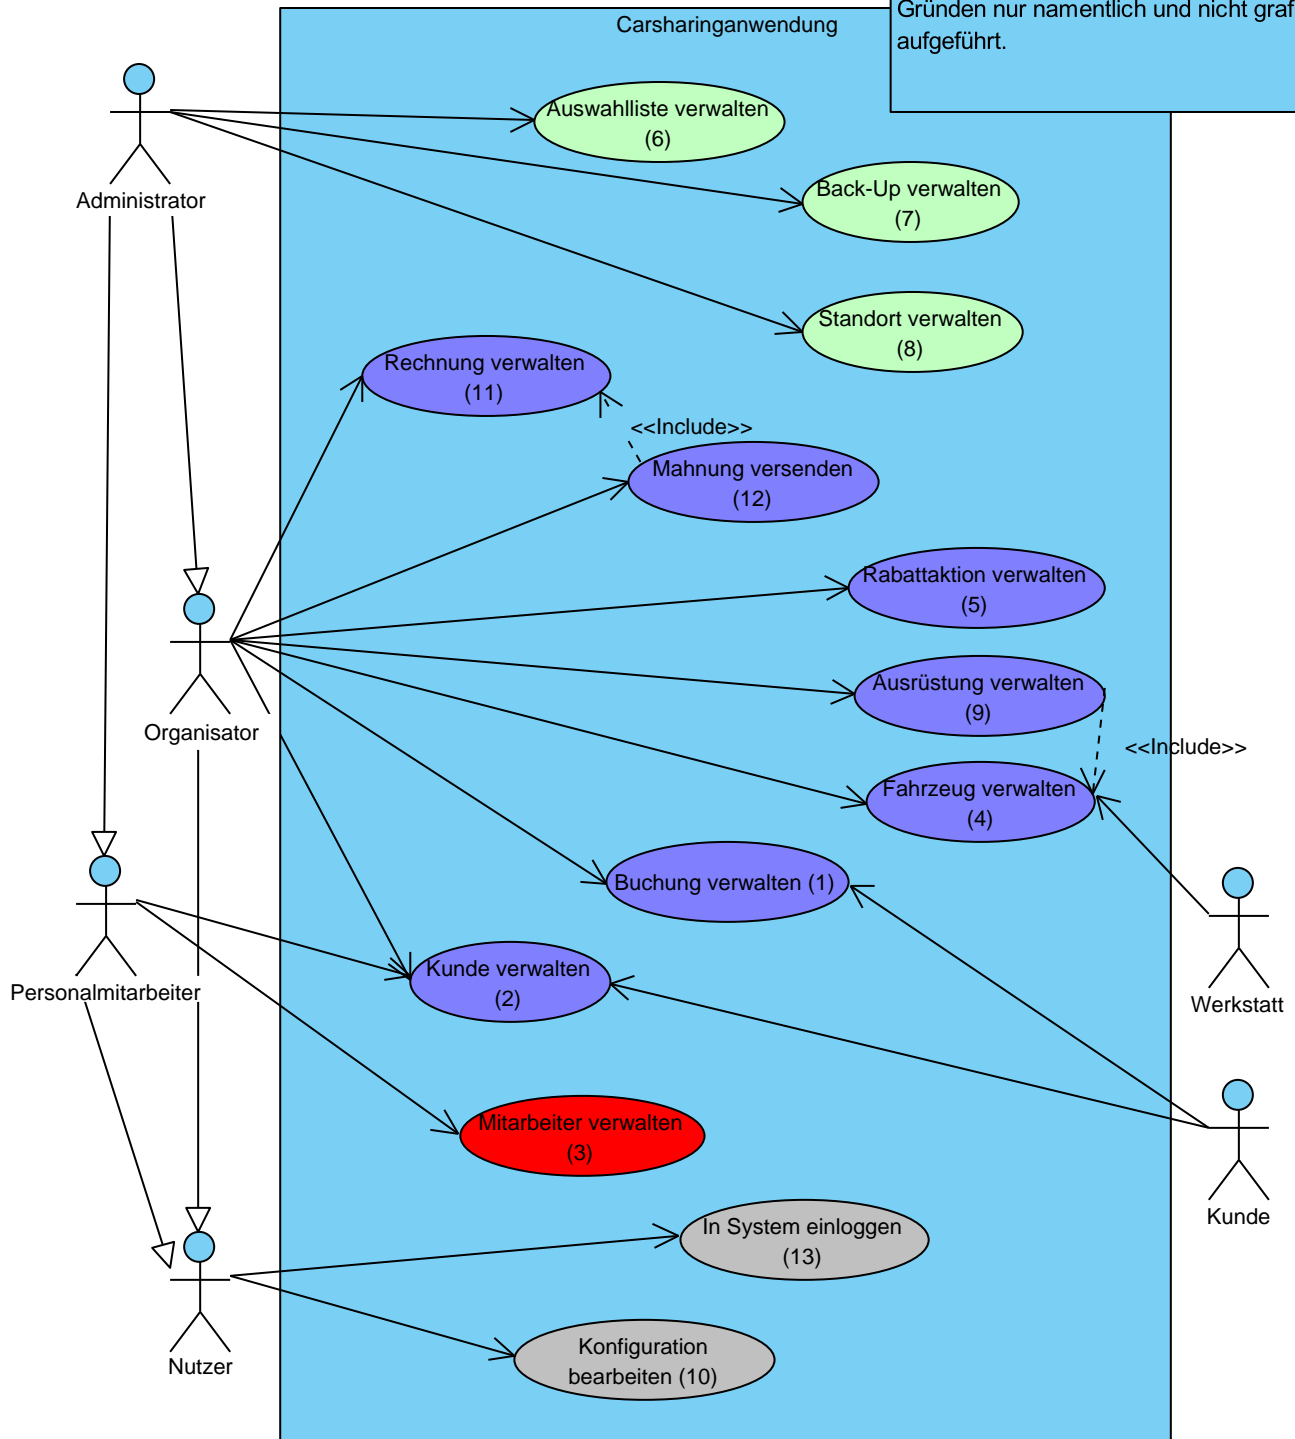 Gründen nur namentlich und nicht
aufgeführt.
Carsharinganwendung
Auswahlliste verwalten
(6)
Administrator
Back-Up verwalten
(7)
Standort verwalten
(8)
Rechnung verwalten
(11)
<<Include>>
Mahnung versenden
(12)
Rabattaktion verwalten
(5)
Ausrüstung verwalten
(9)
Organisator
<<Include>>
Fahrzeug verwalten
(4)
Buchung verwalten (1)
Kunde verwalten
(2)
Personalmitarbeiter
Werkstatt
Mitarbeiter verwalten
(3)
Kunde
In System einloggen
(13)
Nutzer
Konfiguration
bearbeiten (10)